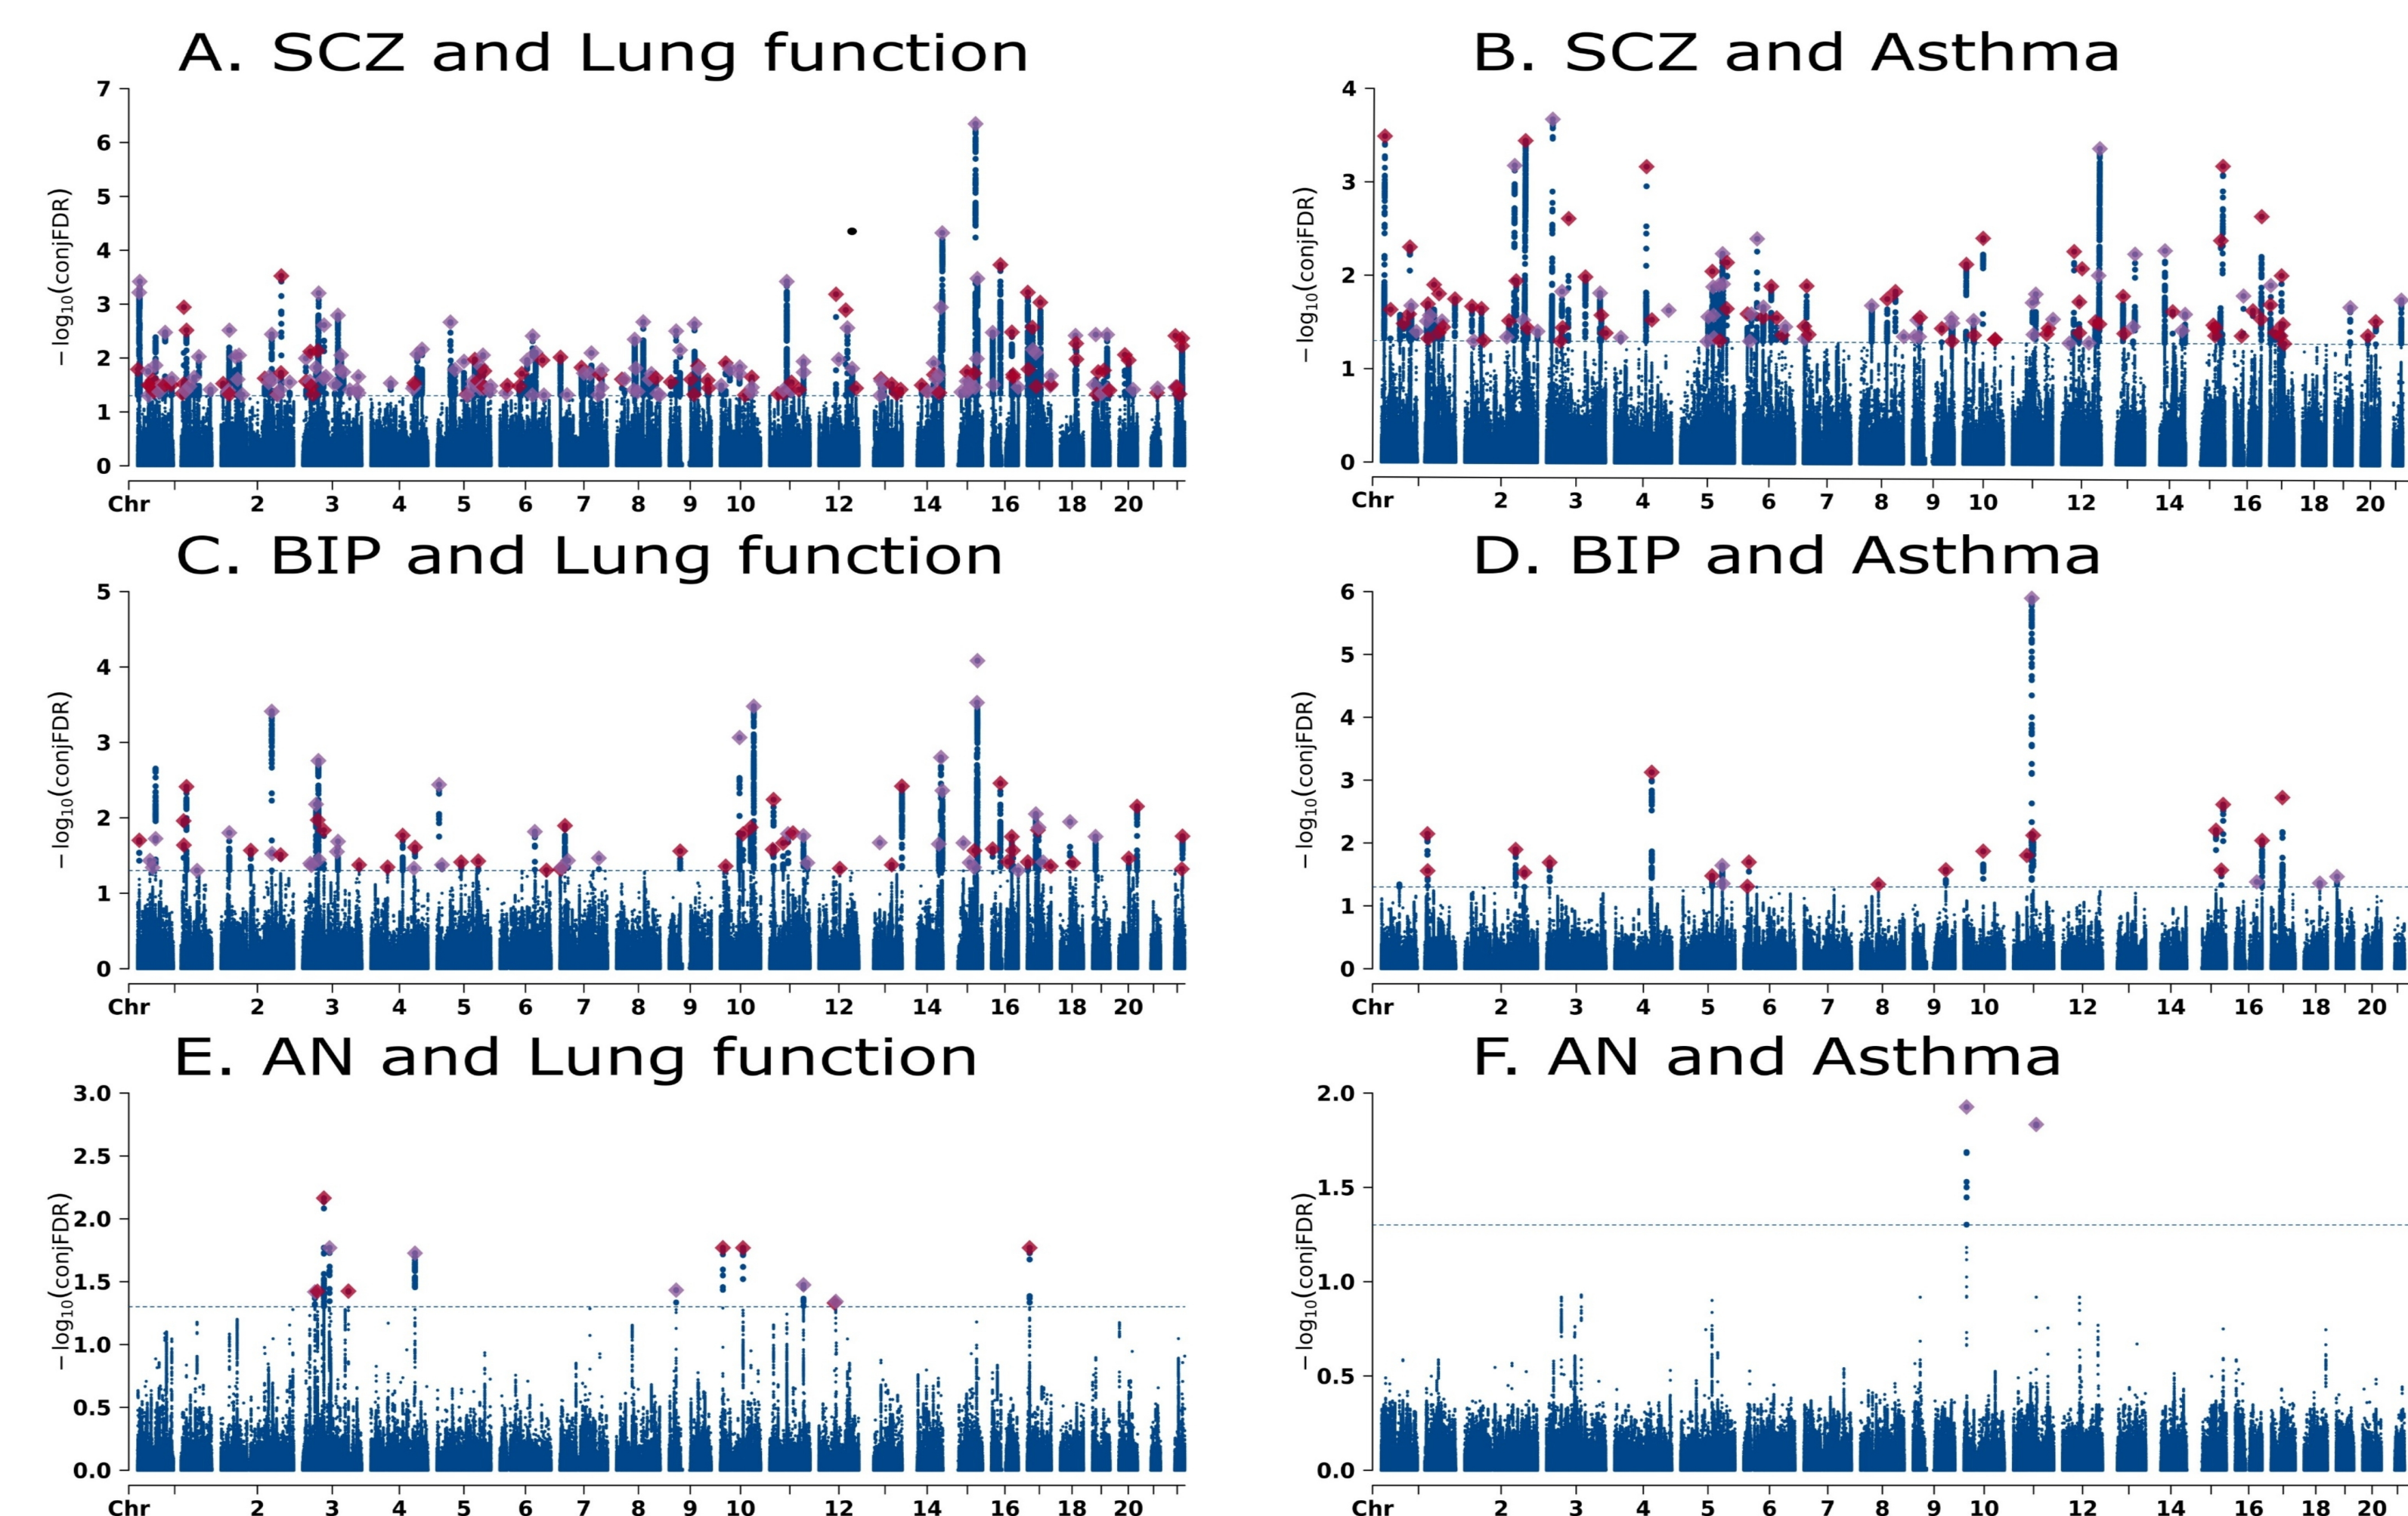 A. SCZ and Lung function
7
6
5
4
3
2
1
0
−log10(conjFDR)
Chr 2 3 4 5 6 7 8 9 10 12 14 16 18 20
B. SCZ and Asthma
4
3
2
1
0
−log10(conjFDR)
Chr 2 3 4 5 6 7 8 9 10 12 14 16 18 20
C. BIP and Lung function
5
4
3
2
1
0
−log10(conjFDR)
Chr 2 3 4 5 6 7 8 9 10 12 14 16 18 20
D. BIP and Asthma
6
5
4
3
2
1
0
−log10(conjFDR)
Chr 2 3 4 5 6 7 8 9 10 12 14 16 18 20
E. AN and Lung function
3.0
2.5
2.0
1.5
1.0
0.5
0.0
−log10(conjFDR)
Chr 2 3 4 5 6 7 8 9 10 12 14 16 18 20
F. AN and Asthma
2.0
1.5
1.0
0.5
0.0
−log10(conjFDR)
Chr 2 3 4 5 6 7 8 9 10 12 14 16 18 20